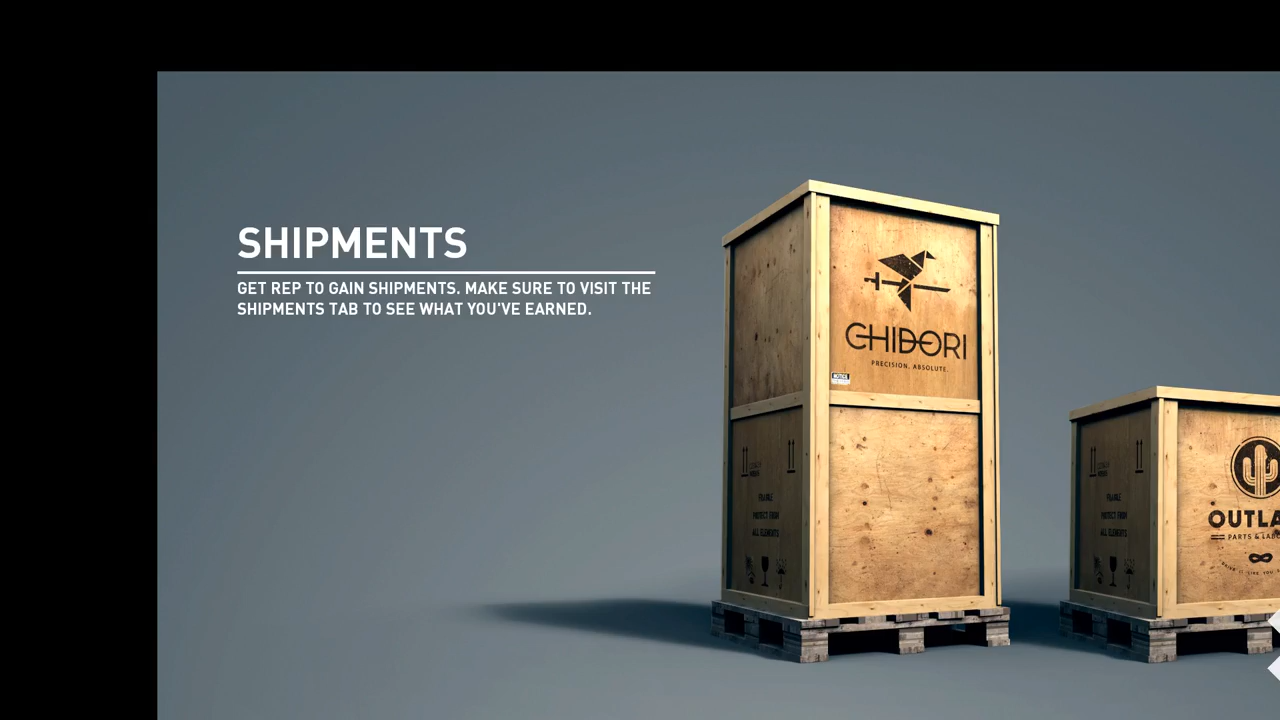 SHIPMENTS
GET REP TO GAIN SHIPMENTS. MAKE SURE TO VISIT THE
SHIPMENTS TAB TO SEE WHAT YOU'VE EARNED.
CHIDORI
PRECISION. ABSOLUTE.
NOTICE
FRAGILE
PROTECT FROM
ALL ELEMENTS
FRAGILE
PROTECT FROM
ALL ELEMENTS
OUTLA
PARTS & LABO